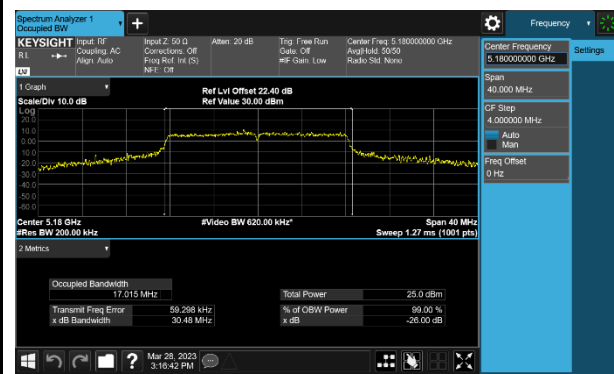 Spectrum Analyzer 1
Occupied BW
Frequency
KEYSIGHT
R L
Input: RF
Coupling: AC
Align: Auto
Input Z: 50 Ω
Corrections: Off
Freq Ref: Int (S)
NFE: Off
Atten: 20 dB
Trig: Free Run
Gate: Off
#IF Gain: Low
Center Freq: 5.180000000 GHz
Avg|Hold: 50/50
Radio Std: None
1 Graph
Scale/Div 10.0 dB
Ref Lvl Offset 22.40 dB
Ref Value 30.00 dBm
Log
20.0
10.0
0.00
-10.0
-20.0
-30.0
-40.0
-50.0
-60.0
Center 5.18 GHz
#Res BW 200.00 kHz
#Video BW 620.00 kHz*
Span 40 MHz
Sweep 1.27 ms (1001 pts)
2 Metrics
Occupied Bandwidth
17.015 MHz
Transmit Freq Error 59.298 kHz
x dB Bandwidth 30.48 MHz
Total Power 25.0 dBm
% of OBW Power 99.00 %
x dB -26.00 dB
Center Frequency
5.180000000 GHz
Settings
Span
40.000 MHz
CF Step
4.000000 MHz
Auto
Man
Freq Offset
0 Hz
?
Mar 28, 2023
3:16:42 PM